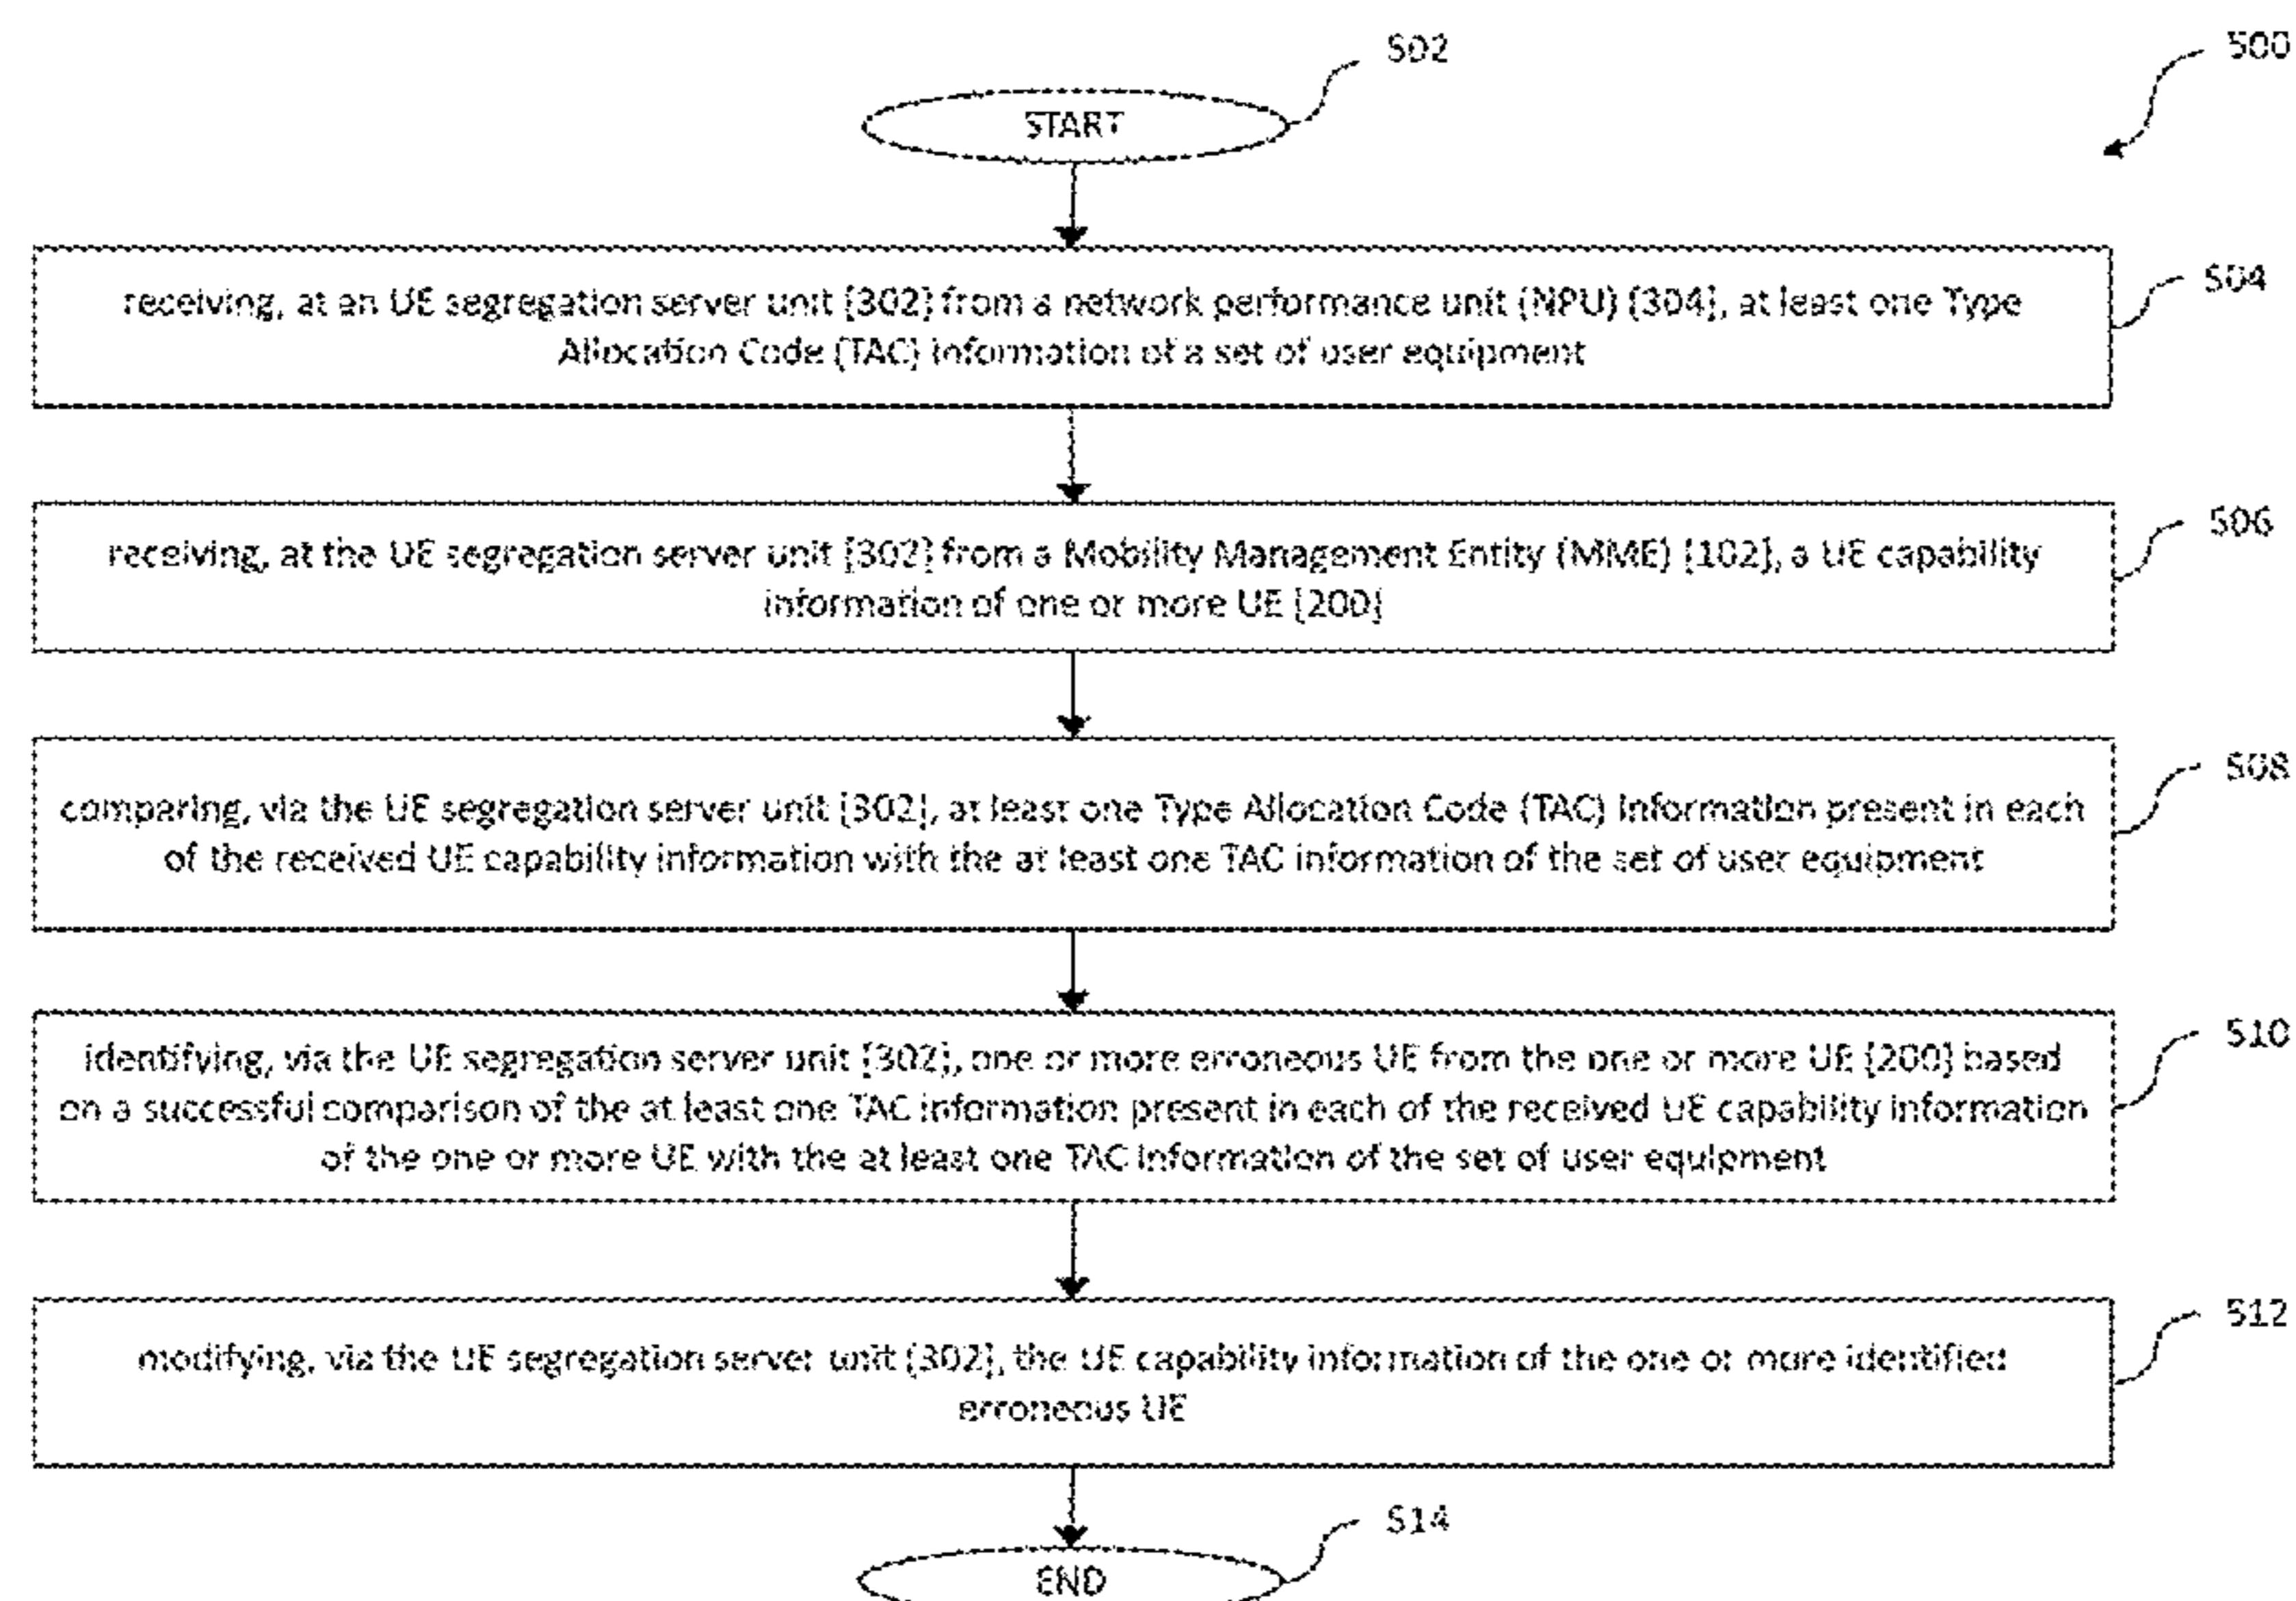 502
500
START
504
receiving, at an UE segregation server unit [302] from a network performance unit (NPU) [304], at least one Type
Allocation Code (TAC) information of a set of user equipment
506
receiving, at the UE segregation server unit [302] from a Mobility Management Entity (MME) [102], a UE capability
information of one or more UE [200]
508
comparing, via the UE segregation server unit [302], at least one Type Allocation Code (TAC) information present in each
of the received UE capability information with the at least one TAC information of the set of user equipment
510
identifying, via the UE segregation server unit [302], one or more erroneous UE from the one or more UE [200] based
on a successful comparison of the at least one TAC information present in each of the received UE capability information
of the one or more UE with the at least one TAC information of the set of user equipment
512
modifying, via the UE segregation server unit [302], the UE capability information of the one or more identified
erroneous UE
514
END